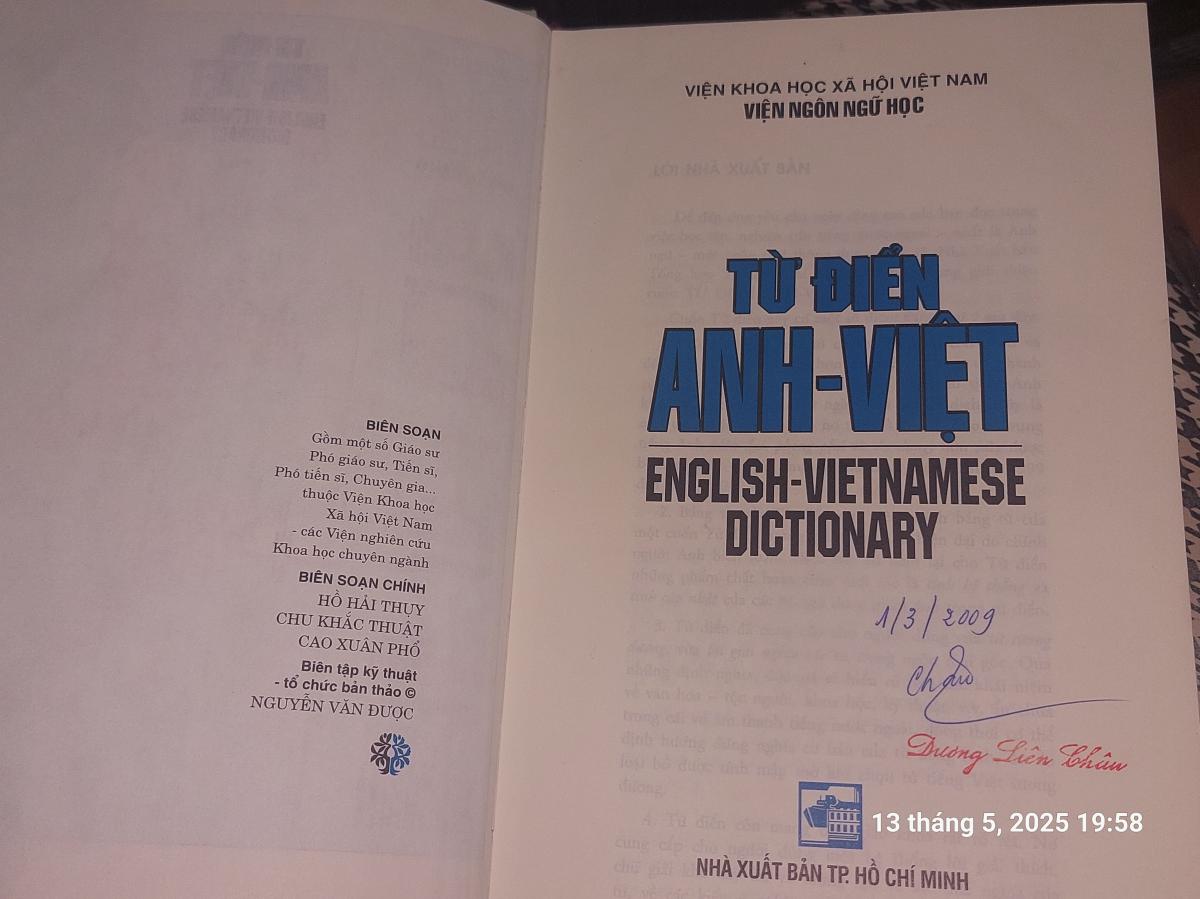 BIÊN SOẠN
Gồm một số Giáo sư
Phó giáo sư, Tiến sĩ,
Phó tiến sĩ, Chuyên gia...
thuộc Viện Khoa học
Xã hội Việt Nam
- các Viện nghiên cứu
Khoa học chuyên ngành
BIÊN SOẠN CHÍNH
HỒ HẢI THỤY
CHU KHẮC THUẬT
CAO XUÂN PHỔ
Biên tập kỹ thuật
- tổ chức bản thảo ©
NGUYỄN VĂN ĐƯỢC
VIỆN KHOA HỌC XÃ HỘI VIỆT NAM
VIỆN NGÔN NGỮ HỌC
TỪ ĐIỂN
ANH-VIỆT
ENGLISH-VIETNAMESE
DICTIONARY
1/3/2009
Châu
Dương Liên Châu
13 tháng 5, 2025 19:58
NHÀ XUẤT BẢN TP. HỒ CHÍ MINH